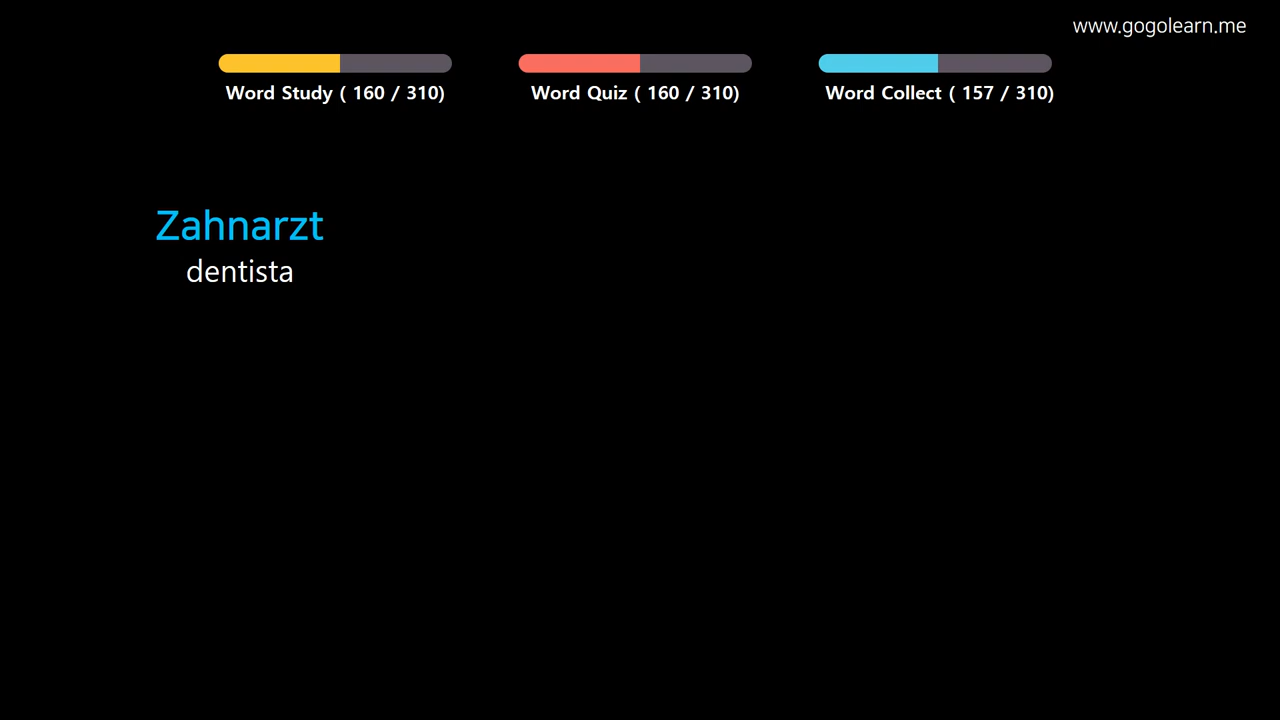 www.gogolearn.me
Word Study ( 160 / 310)
Word Quiz ( 160 / 310)
Word Collect ( 157 / 310)
Zahnarzt
dentista